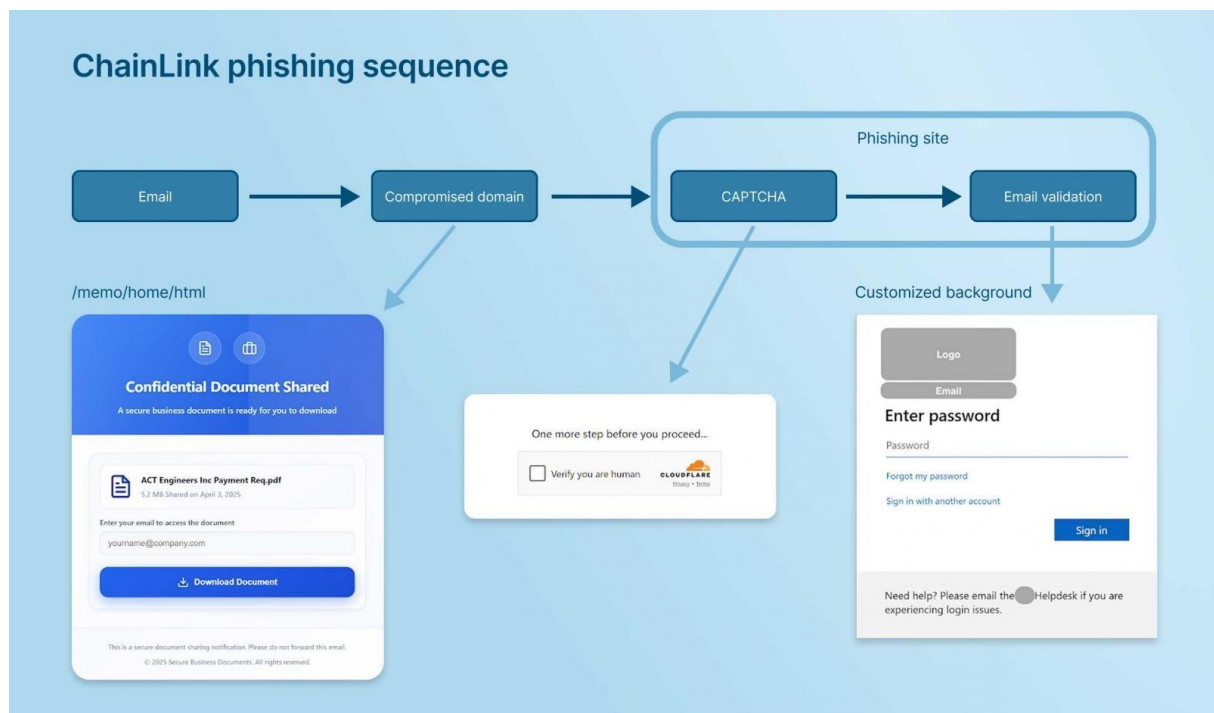 ChainLink phishing sequence
Phishing site
Email
Compromised domain
CAPTCHA
Email validation
/memo/home/html
Confidential Document Shared
A secure business document is ready for you to download
ACT Engineers Inc Payment Req.pdf
5.2 MB Shared on April 3, 2025
Enter your email to access the document
yourname@company.com
Download Document
This is a secure document sharing notification. Please do not forward this email.
© 2025 Secure Business Documents. All rights reserved.
One more step before you proceed...
Verify you are human
CLOUDFLARE
Privacy • Terms
Customized background
Logo
Email
Enter password
Password
Forgot my password
Sign in with another account
Sign in
Need help? Please email the Helpdesk if you are
experiencing login issues.